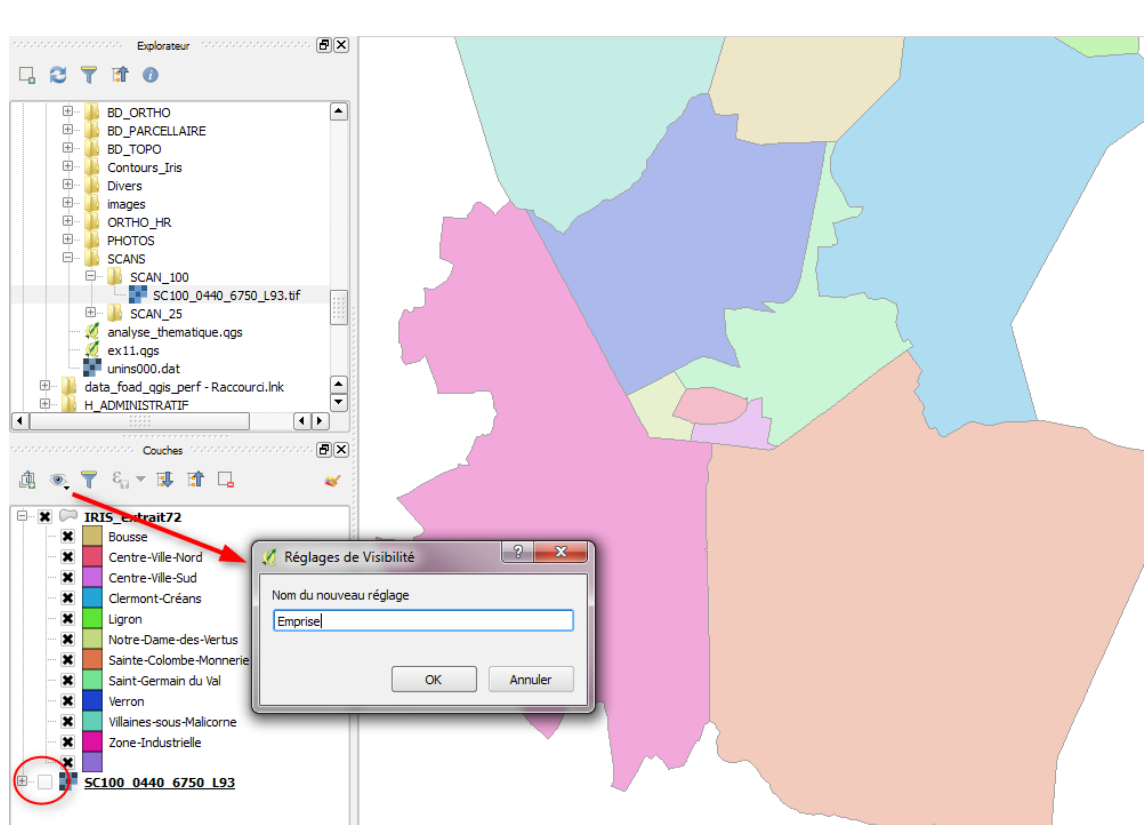 Explorateur
BD_ORTHO
BD_PARCELLAIRE
BD_TOPO
Contours_Iris
Divers
images
ORTHO_HR
PHOTOS
SCANS
SCAN_100
SC100_0440_6750_L93.tif
SCAN_25
analyse_thematique.qgs
ex11.qgs
unins000.dat
data_foad_qgis_perf - Raccourci.lnk
H_ADMINISTRATIF
Couches
IRIS_extrait72
Bousse
Centre-Ville-Nord
Centre-Ville-Sud
Clermont-Créans
Ligron
Notre-Dame-des-Vertus
Sainte-Colombe-Monnerie
Saint-Germain du Val
Verron
Villaines-sous-Malicorne
Zone-Industrielle
SC100_0440_6750_L93
Réglages de Visibilité
Nom du nouveau réglage
Emprise
OK Annuler